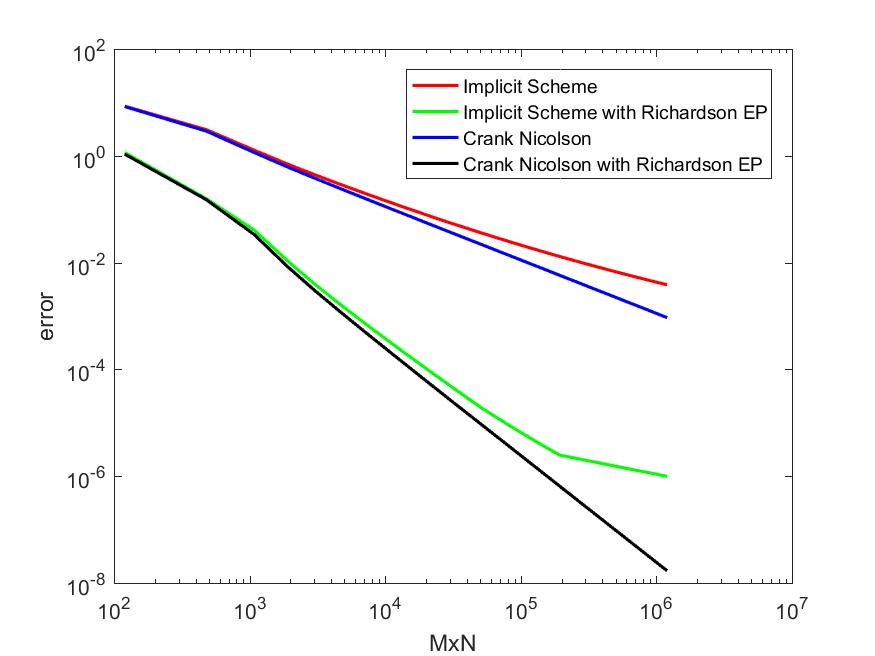 10^2
Implicit Scheme
Implicit Scheme with Richardson EP
Crank Nicolson
Crank Nicolson with Richardson EP
10^0
10^-2
error
10^-4
10^-6
10^-8
10^2 10^3 10^4 10^5 10^6 10^7
MxN